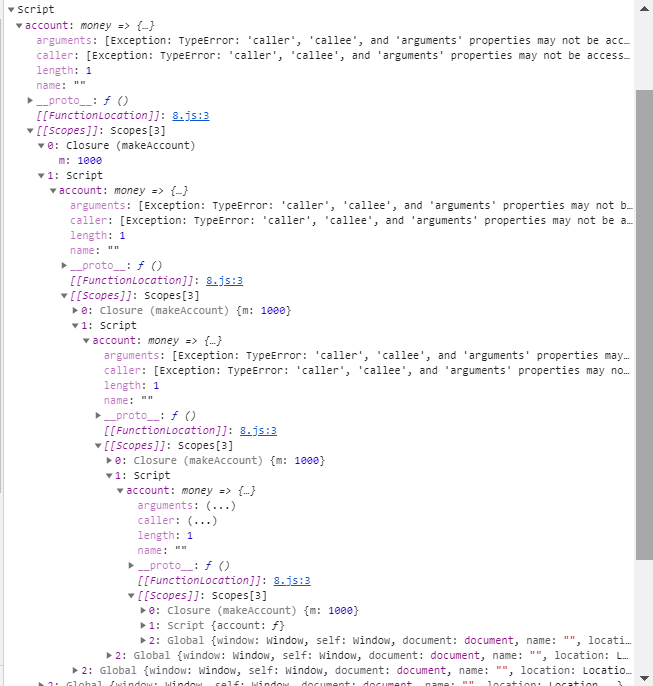 Script
account: money => {…}
arguments: [Exception: TypeError: 'caller', 'callee', and 'arguments' properties may not be acc…
caller: [Exception: TypeError: 'caller', 'callee', and 'arguments' properties may not be access…
length: 1
name: ""
__proto__: ƒ ()
[[FunctionLocation]]: 8.js:3
[[Scopes]]: Scopes[3]
0: Closure (makeAccount)
m: 1000
1: Script
account: money => {…}
arguments: [Exception: TypeError: 'caller', 'callee', and 'arguments' properties may not b…
caller: [Exception: TypeError: 'caller', 'callee', and 'arguments' properties may not be a…
length: 1
name: ""
__proto__: ƒ ()
[[FunctionLocation]]: 8.js:3
[[Scopes]]: Scopes[3]
0: Closure (makeAccount) {m: 1000}
1: Script
account: money => {…}
arguments: [Exception: TypeError: 'caller', 'callee', and 'arguments' properties may…
caller: [Exception: TypeError: 'caller', 'callee', and 'arguments' properties may no…
length: 1
name: ""
__proto__: ƒ ()
[[FunctionLocation]]: 8.js:3
[[Scopes]]: Scopes[3]
0: Closure (makeAccount) {m: 1000}
1: Script
account: money => {…}
arguments: (...)
caller: (...)
length: 1
name: ""
__proto__: ƒ ()
[[FunctionLocation]]: 8.js:3
[[Scopes]]: Scopes[3]
0: Closure (makeAccount) {m: 1000}
1: Script {account: ƒ}
2: Global {window: Window, self: Window, document: document, name: "", locati…
2: Global {window: Window, self: Window, document: document, name: "", location: L…
2: Global {window: Window, self: Window, document: document, name: "", location: Locatio…
2: Global {window: Window, self: Window, document: document, name: "", location: Location, …}